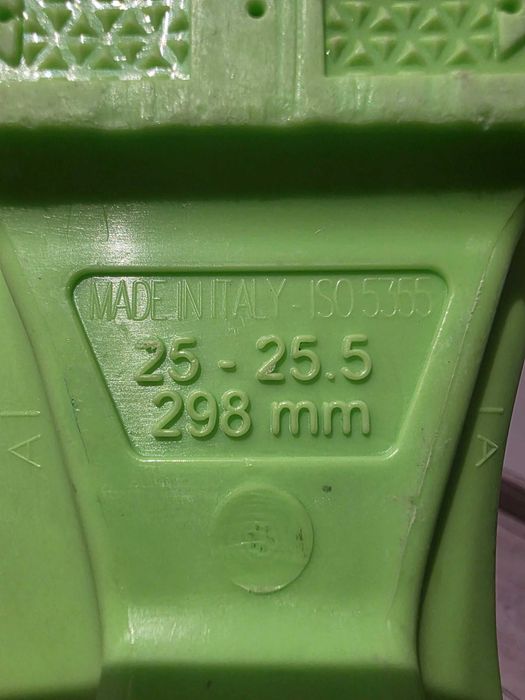 MADE IN ITALY - ISO 5355
25 - 25.5
298 mm
A I
I A